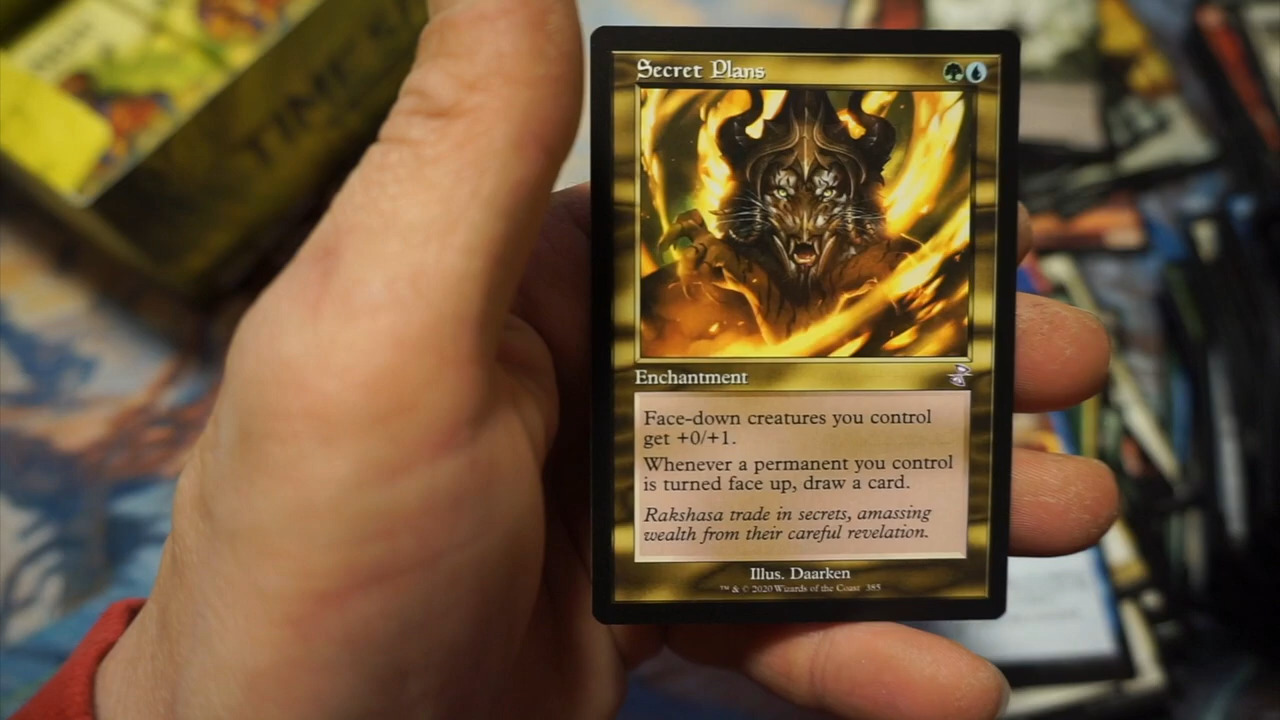 TIME
Secret Plans
Enchantment
Face-down creatures you control
get +0/+1.
Whenever a permanent you control
is turned face up, draw a card.
Rakshasa trade in secrets, amassing
wealth from their careful revelation.
Illus. Daarken
™ & © 2020 Wizards of the Coast 385